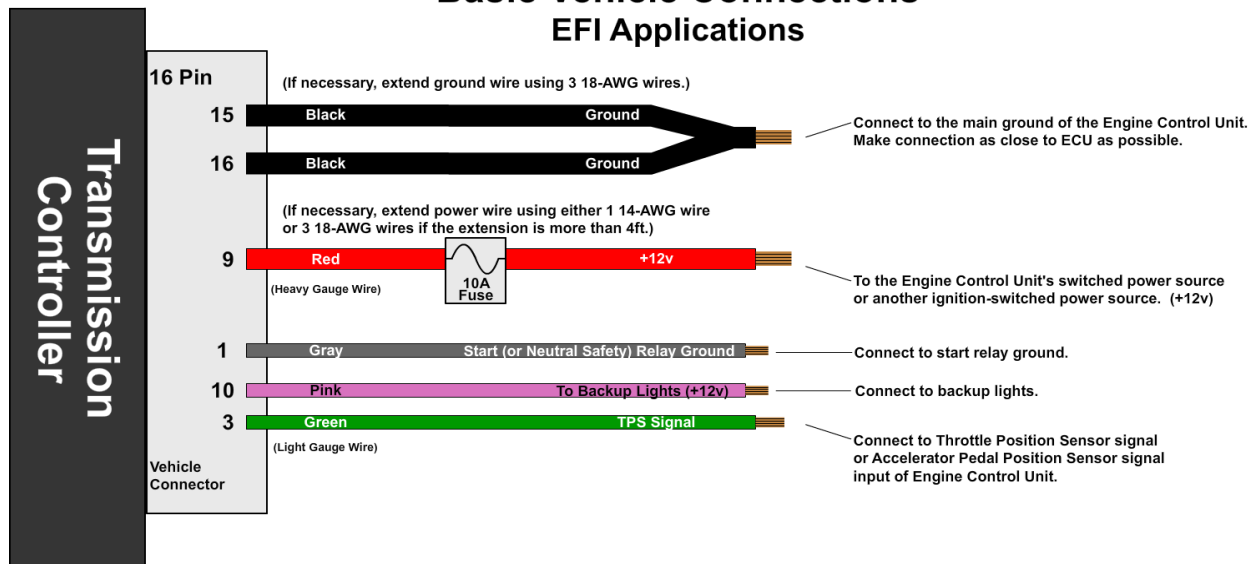 Basic Vehicle Connections
EFI Applications
Transmission
Controller
16 Pin
(If necessary, extend ground wire using 3 18-AWG wires.)
15 Black Ground
16 Black Ground
Connect to the main ground of the Engine Control Unit.
Make connection as close to ECU as possible.
(If necessary, extend power wire using either 1 14-AWG wire
or 3 18-AWG wires if the extension is more than 4ft.)
9 Red +12v
10A
Fuse
(Heavy Gauge Wire)
To the Engine Control Unit's switched power source
or another ignition-switched power source. (+12v)
1 Gray Start (or Neutral Safety) Relay Ground
Connect to start relay ground.
10 Pink To Backup Lights (+12v)
Connect to backup lights.
3 Green TPS Signal
(Light Gauge Wire)
Connect to Throttle Position Sensor signal
or Accelerator Pedal Position Sensor signal
input of Engine Control Unit.
Vehicle
Connector